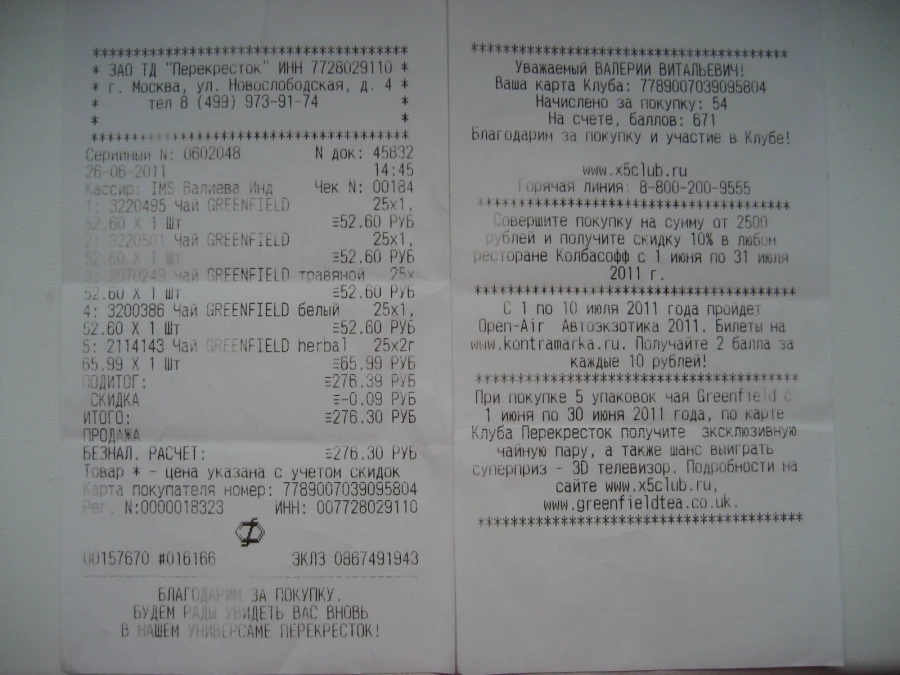 ****************************************
* ЗАО ТД "Перекресток" ИНН 7728029110 *
* г. Москва, ул. Новослободская, д. 4 *
* тел 8 (499) 973-91-74 *
* *
****************************************
Серийный N: 0602048 N док: 45832
26-06-2011 14:45
Кассир: IMS Валиева Инд Чек N: 00184
1: 3220495 Чай GREENFIELD 25x1,
52.60 X 1 Шт ≡52.60 РУБ
2: 3220501 Чай GREENFIELD 25x1,
52.60 X 1 Шт ≡52.60 РУБ
3: 2070249 Чай GREENFIELD травяной 25x
52.60 X 1 Шт ≡52.60 РУБ
4: 3200386 Чай GREENFIELD белый 25x1,
52.60 X 1 Шт ≡52.60 РУБ
5: 2114143 Чай GREENFIELD herbal 25x2г
65.99 X 1 Шт ≡65.99 РУБ
ПОДИТОГ: ≡276.39 РУБ
СКИДКА ≡-0.09 РУБ
ИТОГО: ≡276.30 РУБ
ПРОДАЖА
БЕЗНАЛ. РАСЧЕТ: ≡276.30 РУБ
Товар * - цена указана с учетом скидок
Карта покупателя номер: 7789007039095804
Рег. N:0000018323 ИНН: 007728029110
00157670 #016166 ЭКЛЗ 0867491943
БЛАГОДАРИМ ЗА ПОКУПКУ.
БУДЕМ РАДЫ УВИДЕТЬ ВАС ВНОВЬ
В НАШЕМ УНИВЕРСАМЕ ПЕРЕКРЕСТОК!
****************************************
Уважаемый ВАЛЕРИЙ ВИТАЛЬЕВИЧ!
Ваша карта Клуба: 7789007039095804
Начислено за покупку: 54
На счете, баллов: 671
Благодарим за покупку и участие в Клубе!
www.x5club.ru
Горячая линия: 8-800-200-9555
****************************************
Совершите покупку на сумму от 2500
рублей и получите скидку 10% в любом
ресторане Колбасофф с 1 июня по 31 июля
2011 г.
****************************************
С 1 по 10 июля 2011 года пройдет
Open-Air Автоэкзотика 2011. Билеты на
www.kontramarka.ru. Получайте 2 балла за
каждые 10 рублей!
****************************************
При покупке 5 упаковок чая Greenfield с
1 июня по 30 июня 2011 года, по карте
Клуба Перекресток получите эксклюзивную
чайную пару, а также шанс выиграть
суперприз - 3D телевизор. Подробности на
сайте www.x5club.ru,
www.greenfieldtea.co.uk.
****************************************